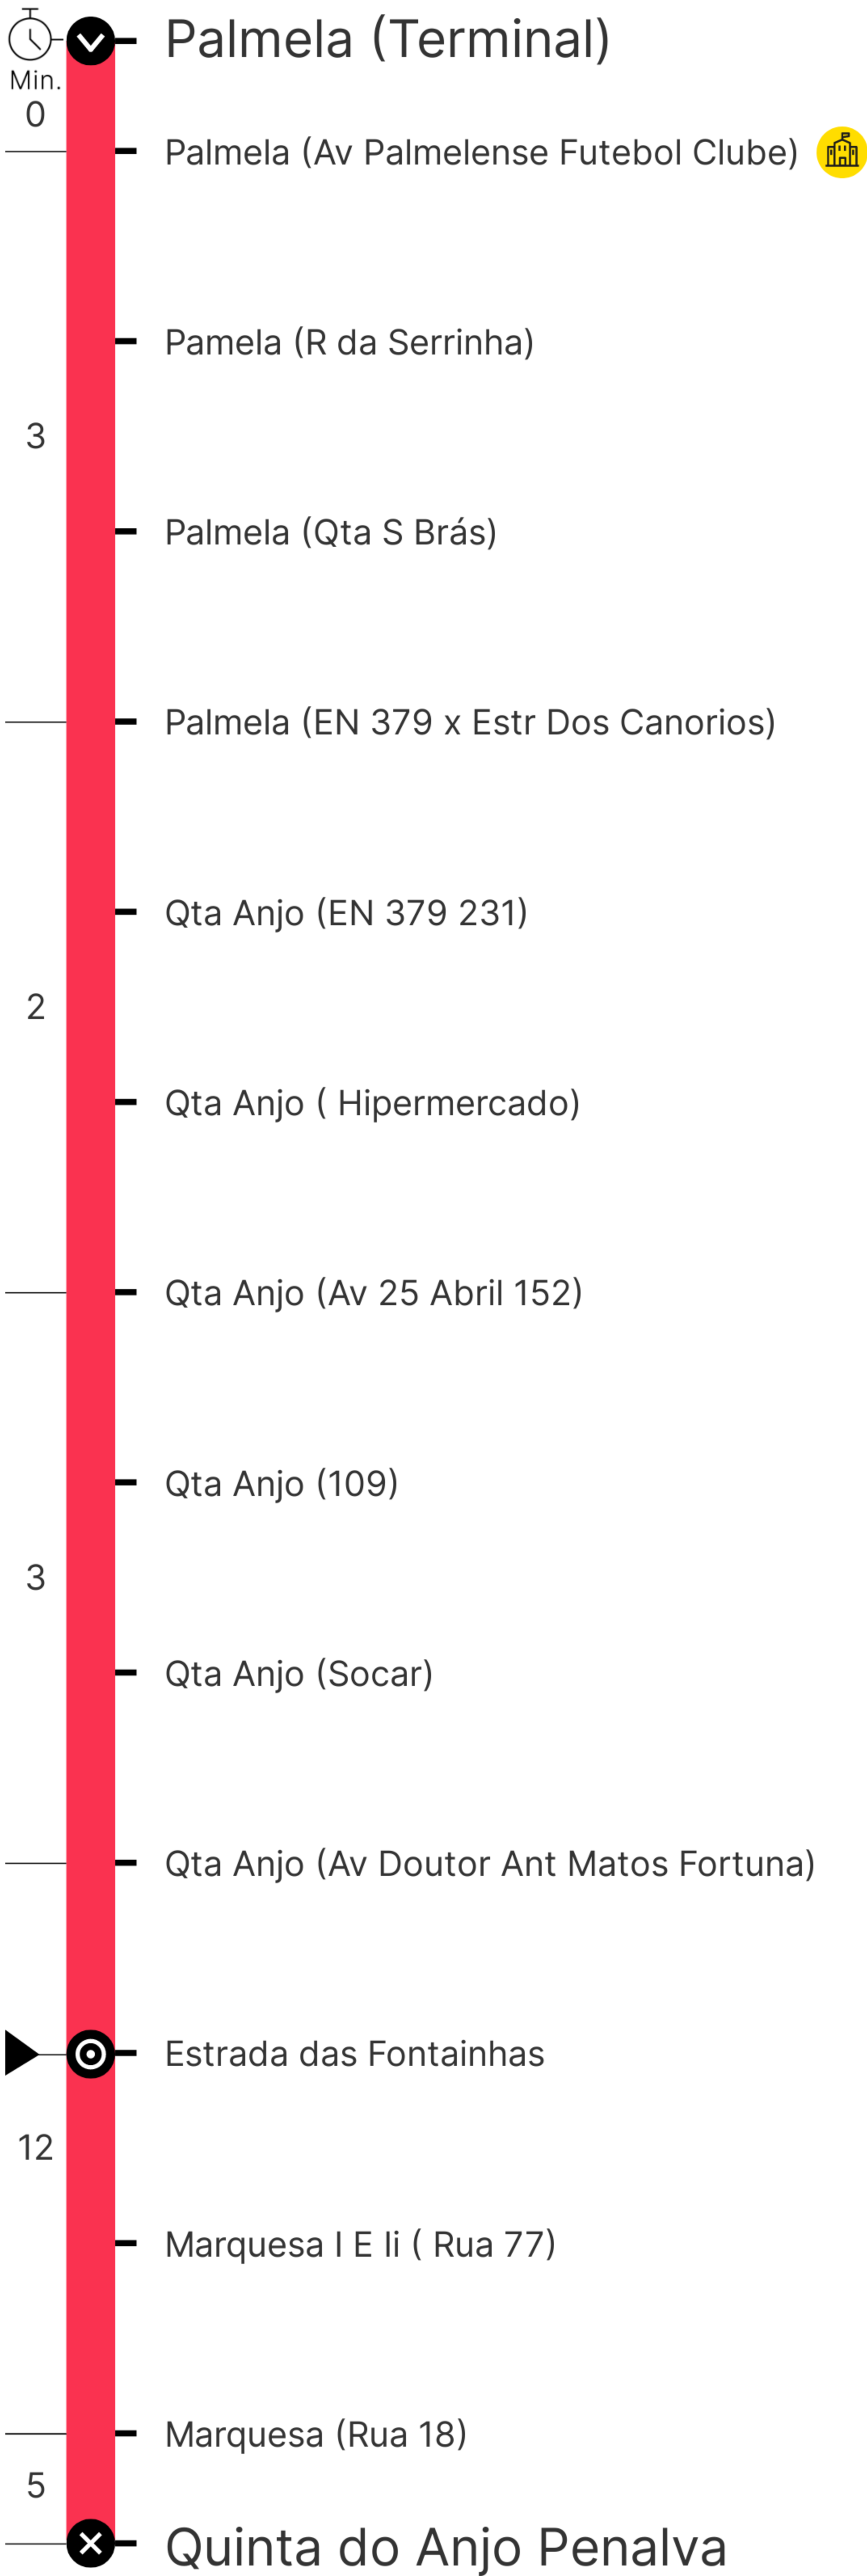 Palmela (Terminal)
Min.
0
Palmela (Av Palmelense Futebol Clube)
Pamela (R da Serrinha)
3
Palmela (Qta S Brás)
Palmela (EN 379 x Estr Dos Canorios)
Qta Anjo (EN 379 231)
2
Qta Anjo ( Hipermercado)
Qta Anjo (Av 25 Abril 152)
Qta Anjo (109)
3
Qta Anjo (Socar)
Qta Anjo (Av Doutor Ant Matos Fortuna)
Estrada das Fontainhas
12
Marquesa I E Ii ( Rua 77)
Marquesa (Rua 18)
5
Quinta do Anjo Penalva